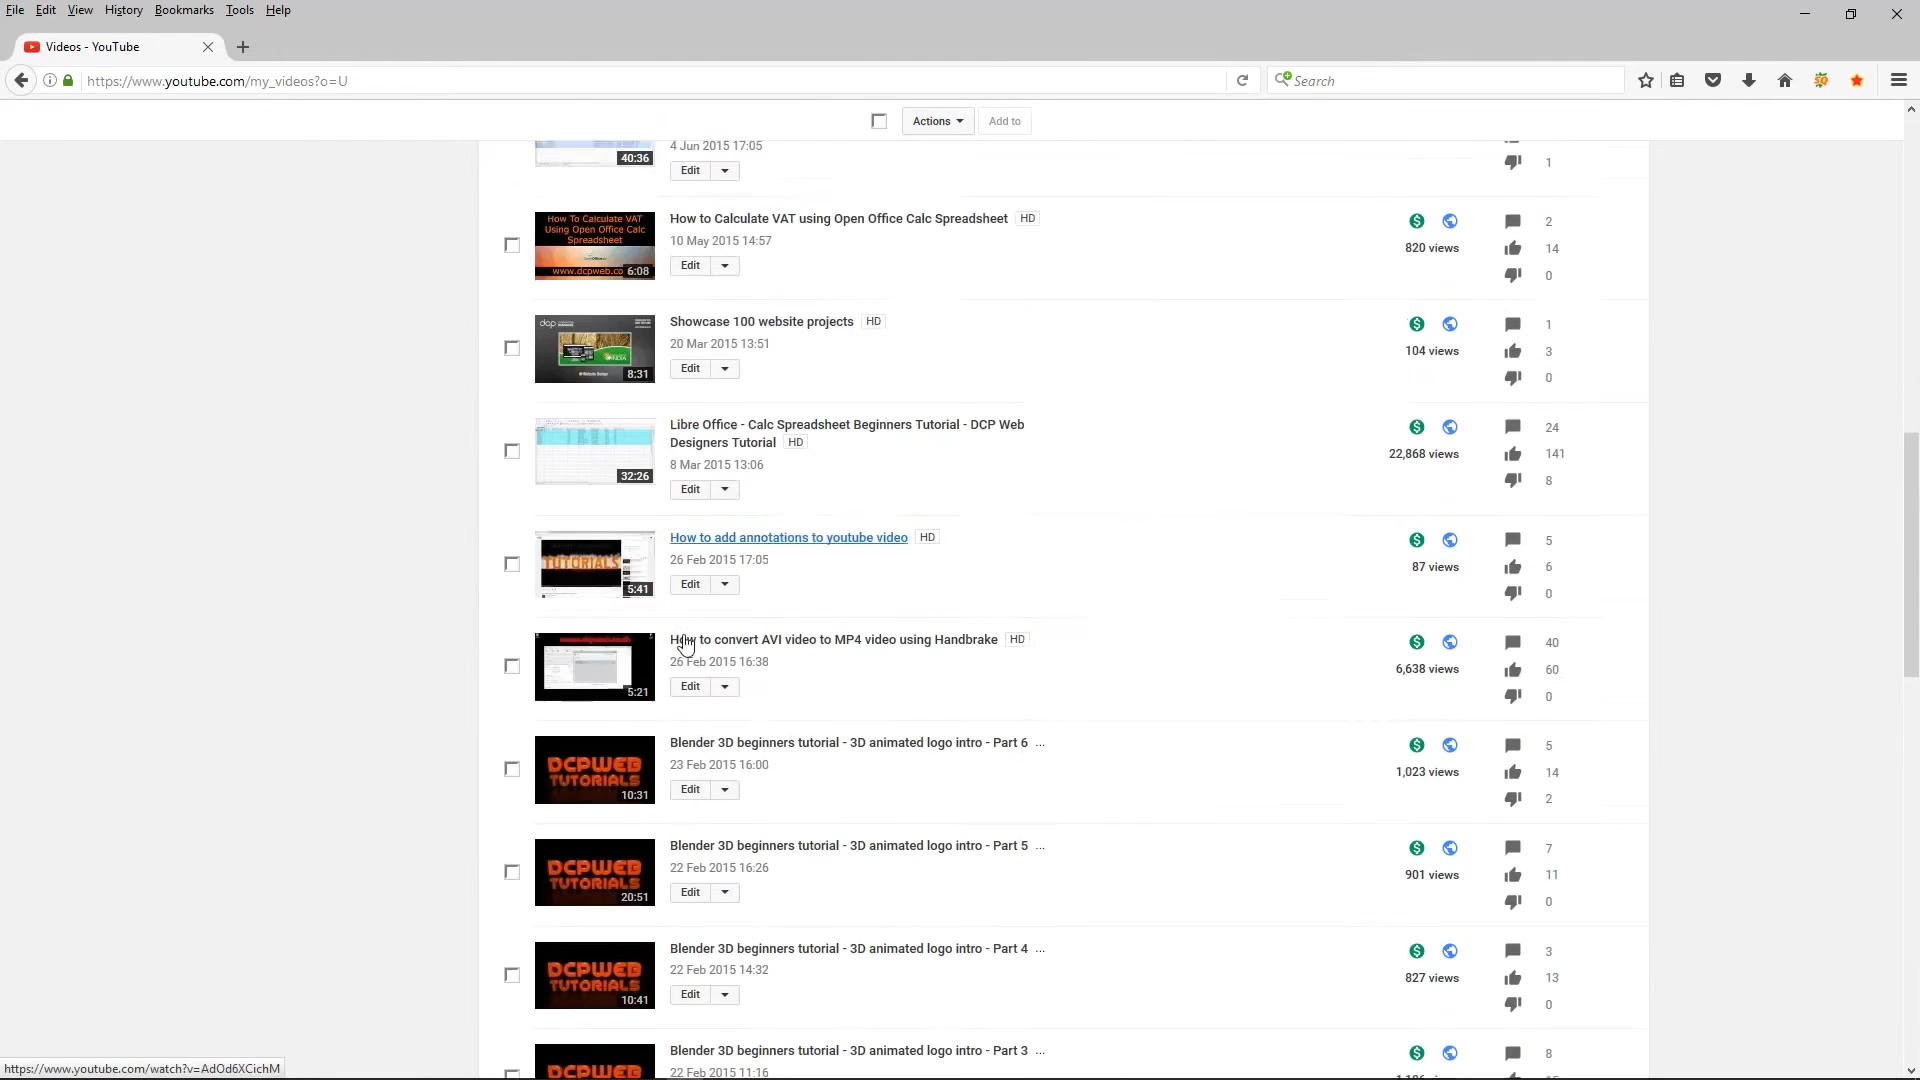 File Edit View History Bookmarks Tools Help
Videos - YouTube
https://www.youtube.com/my_videos?o=U
Search
Actions
Add to
40:36
4 Jun 2015 17:05
Edit
1
How To Calculate VAT
Using Open Office Calc
Spreadsheet
www.dcpweb.co
6:08
How to Calculate VAT using Open Office Calc Spreadsheet HD
10 May 2015 14:57
Edit
820 views
2
14
0
8:31
Showcase 100 website projects HD
20 Mar 2015 13:51
Edit
104 views
1
3
0
32:26
Libre Office - Calc Spreadsheet Beginners Tutorial - DCP Web
Designers Tutorial HD
8 Mar 2015 13:06
Edit
22,868 views
24
141
8
TUTORIALS
5:41
How to add annotations to youtube video HD
26 Feb 2015 17:05
Edit
87 views
5
6
0
5:21
How to convert AVI video to MP4 video using Handbrake HD
26 Feb 2015 16:38
Edit
6,638 views
40
60
0
DCPWEB
TUTORIALS
10:31
Blender 3D beginners tutorial - 3D animated logo intro - Part 6 ...
23 Feb 2015 16:00
Edit
1,023 views
5
14
2
DCPWEB
TUTORIALS
20:51
Blender 3D beginners tutorial - 3D animated logo intro - Part 5 ...
22 Feb 2015 16:26
Edit
901 views
7
11
0
DCPWEB
TUTORIALS
10:41
Blender 3D beginners tutorial - 3D animated logo intro - Part 4 ...
22 Feb 2015 14:32
Edit
827 views
3
13
0
DCPWEB
Blender 3D beginners tutorial - 3D animated logo intro - Part 3 ...
22 Feb 2015 11:16
8
https://www.youtube.com/watch?v=AdOd6XCichM